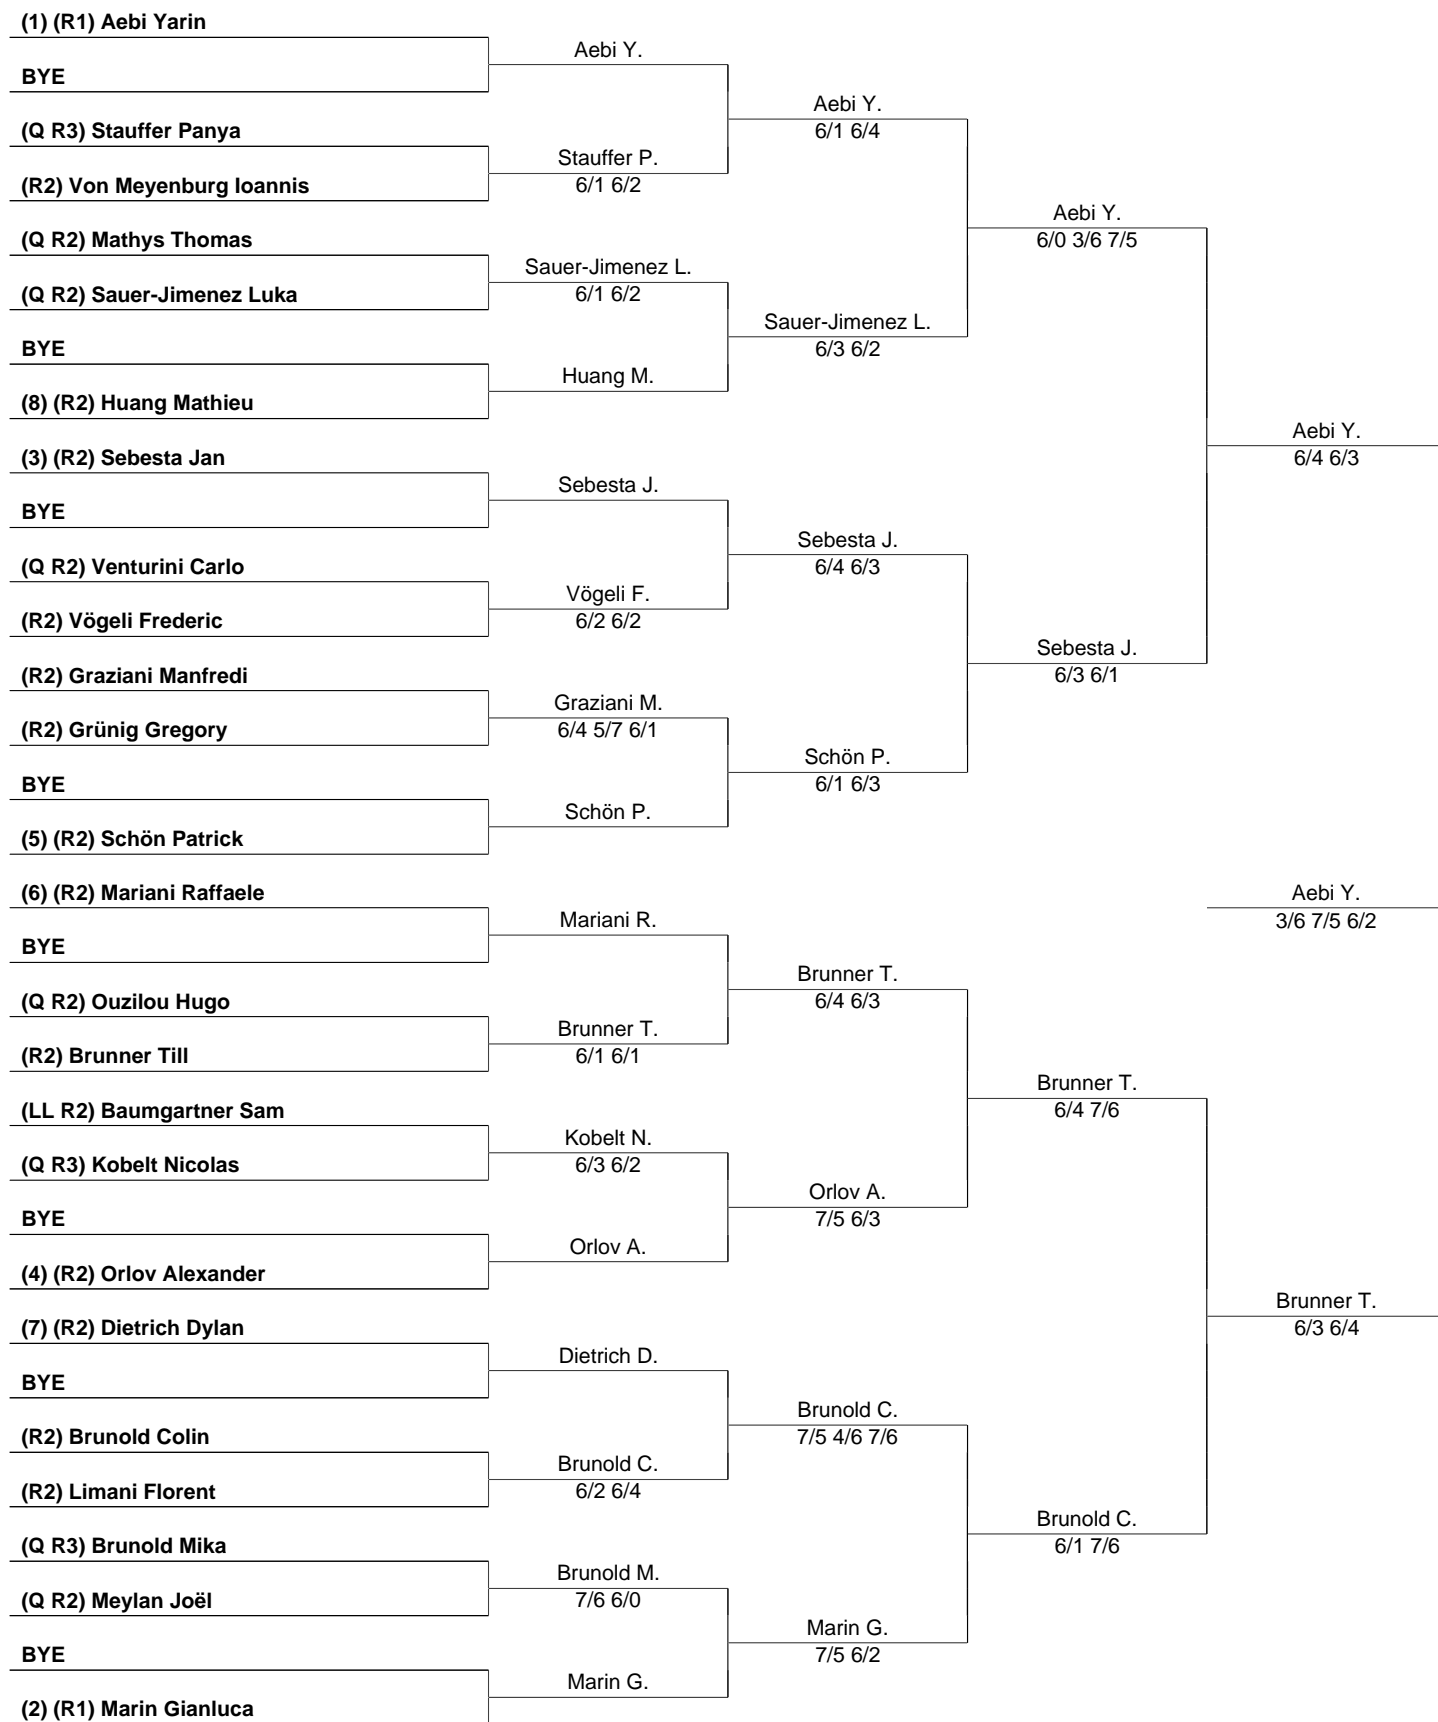 (1) (R1) Aebi Yarin
BYE
(Q R3) Stauffer Panya
(R2) Von Meyenburg Ioannis
(Q R2) Mathys Thomas
(Q R2) Sauer-Jimenez Luka
BYE
(8) (R2) Huang Mathieu
(3) (R2) Sebesta Jan
BYE
(Q R2) Venturini Carlo
(R2) Vögeli Frederic
(R2) Graziani Manfredi
(R2) Grünig Gregory
BYE
(5) (R2) Schön Patrick
(6) (R2) Mariani Raffaele
BYE
(Q R2) Ouzilou Hugo
(R2) Brunner Till
(LL R2) Baumgartner Sam
(Q R3) Kobelt Nicolas
BYE
(4) (R2) Orlov Alexander
(7) (R2) Dietrich Dylan
BYE
(R2) Brunold Colin
(R2) Limani Florent
(Q R3) Brunold Mika
(Q R2) Meylan Joël
BYE
(2) (R1) Marin Gianluca
Aebi Y.
Stauffer P.
6/1 6/2
Sauer-Jimenez L.
6/1 6/2
Huang M.
Sebesta J.
Vögeli F.
6/2 6/2
Graziani M.
6/4 5/7 6/1
Schön P.
Mariani R.
Brunner T.
6/1 6/1
Kobelt N.
6/3 6/2
Orlov A.
Dietrich D.
Brunold C.
6/2 6/4
Brunold M.
7/6 6/0
Marin G.
Aebi Y.
6/1 6/4
Sauer-Jimenez L.
6/3 6/2
Sebesta J.
6/4 6/3
Schön P.
6/1 6/3
Brunner T.
6/4 6/3
Orlov A.
7/5 6/3
Brunold C.
7/5 4/6 7/6
Marin G.
7/5 6/2
Aebi Y.
6/0 3/6 7/5
Sebesta J.
6/3 6/1
Brunner T.
6/4 7/6
Brunold C.
6/1 7/6
Aebi Y.
6/4 6/3
Aebi Y.
3/6 7/5 6/2
Brunner T.
6/3 6/4